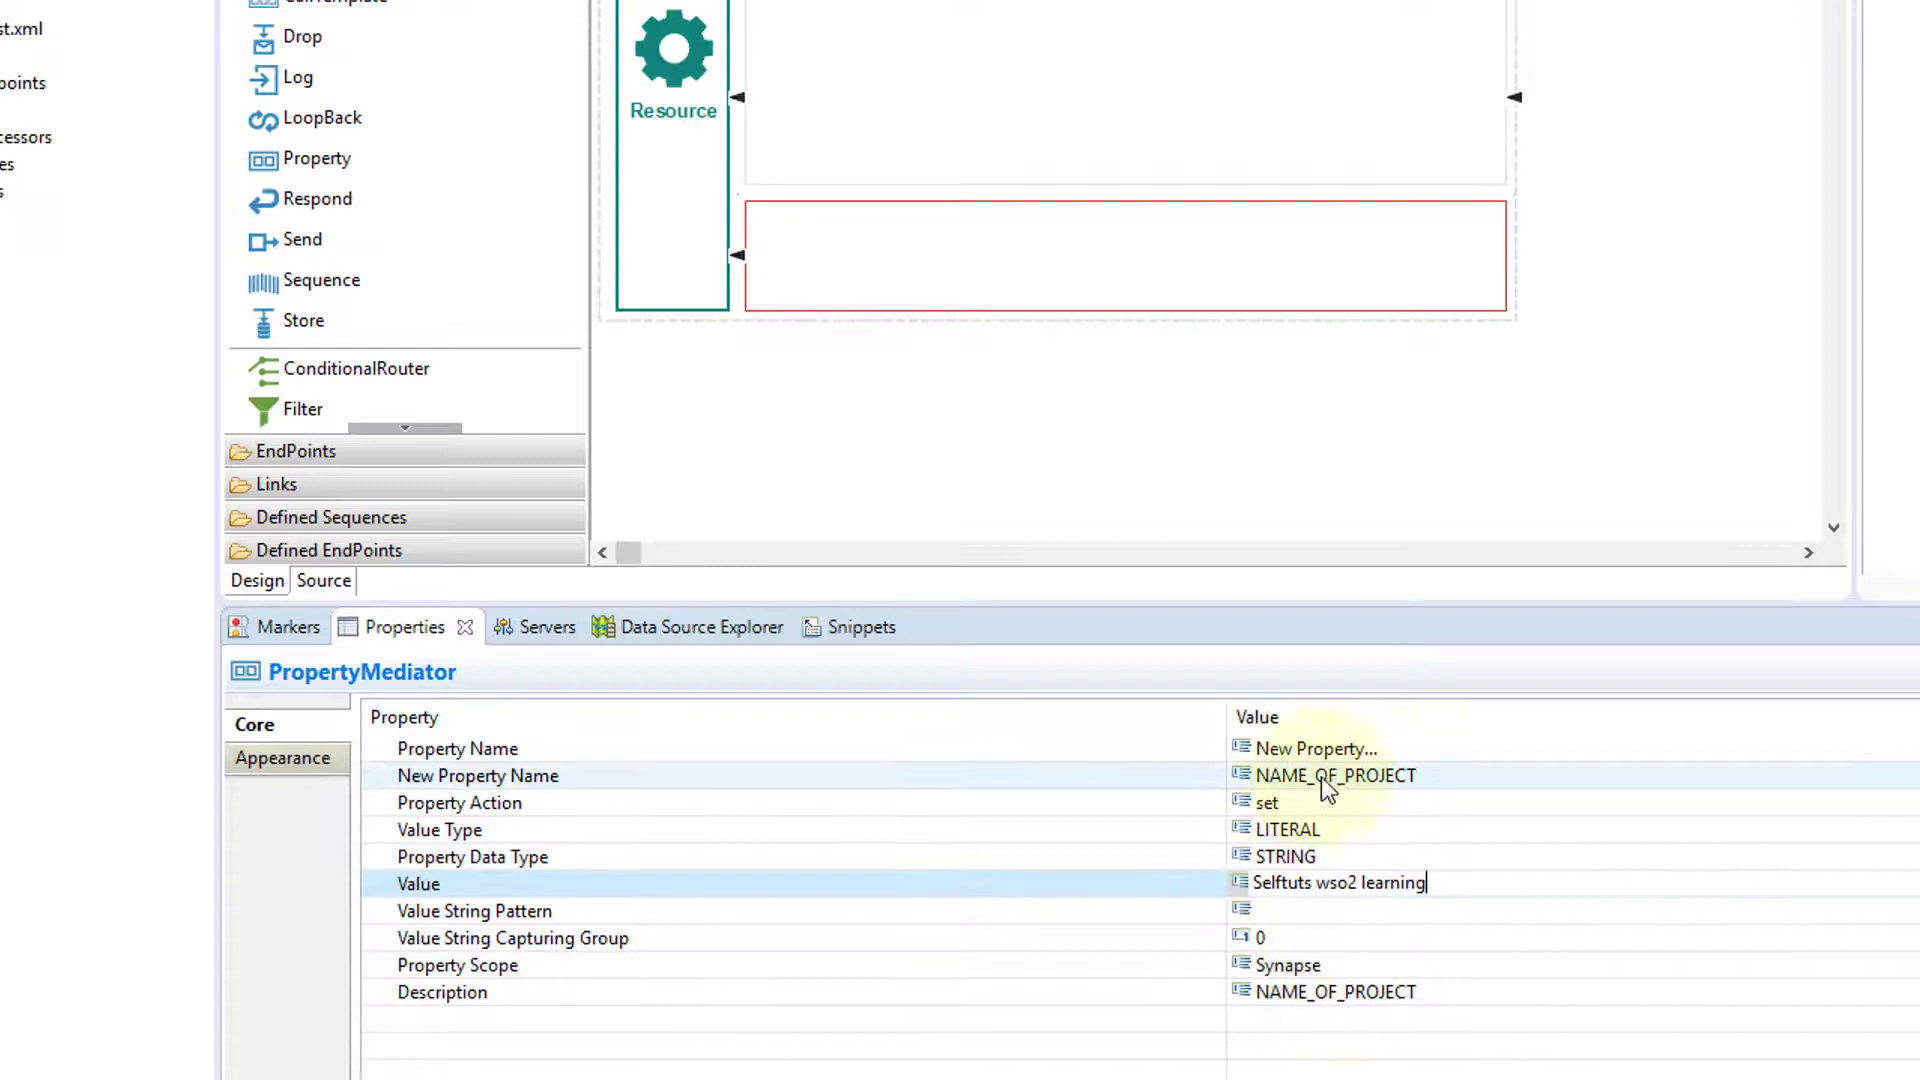 st.xml
points
cessors
es
s
Drop
Log
LoopBack
Property
Respond
Send
Sequence
Store
ConditionalRouter
Filter
EndPoints
Links
Defined Sequences
Defined EndPoints
Design Source
Resource
Markers Properties Servers Data Source Explorer Snippets
PropertyMediator
Core
Appearance
Property Value
Property Name New Property...
New Property Name NAME_OF_PROJECT
Property Action set
Value Type LITERAL
Property Data Type STRING
Value Selftuts wso2 learning
Value String Pattern
Value String Capturing Group 0
Property Scope Synapse
Description NAME_OF_PROJECT